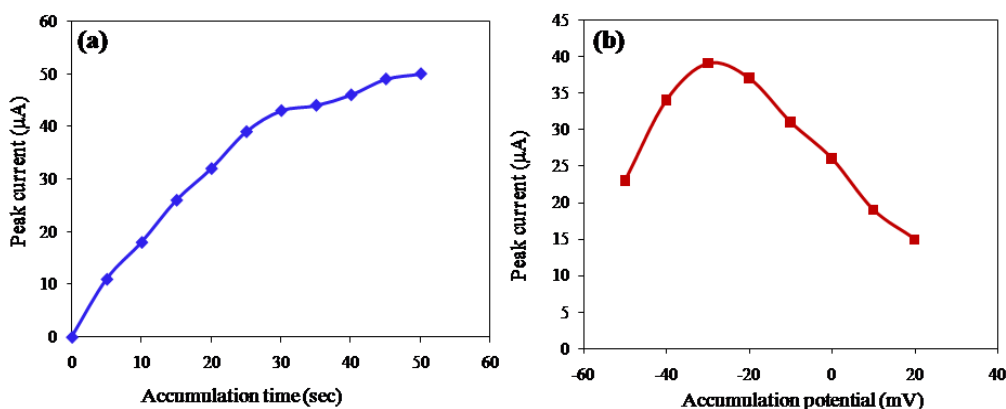 (a)
Peak current (µA)
60
50
40
30
20
10
0
0 10 20 30 40 50 60
Accumulation time (sec)
(b)
Peak current (µA)
45
40
35
30
25
20
15
10
5
0
-60 -40 -20 0 20 40
Accumulation potential (mV)